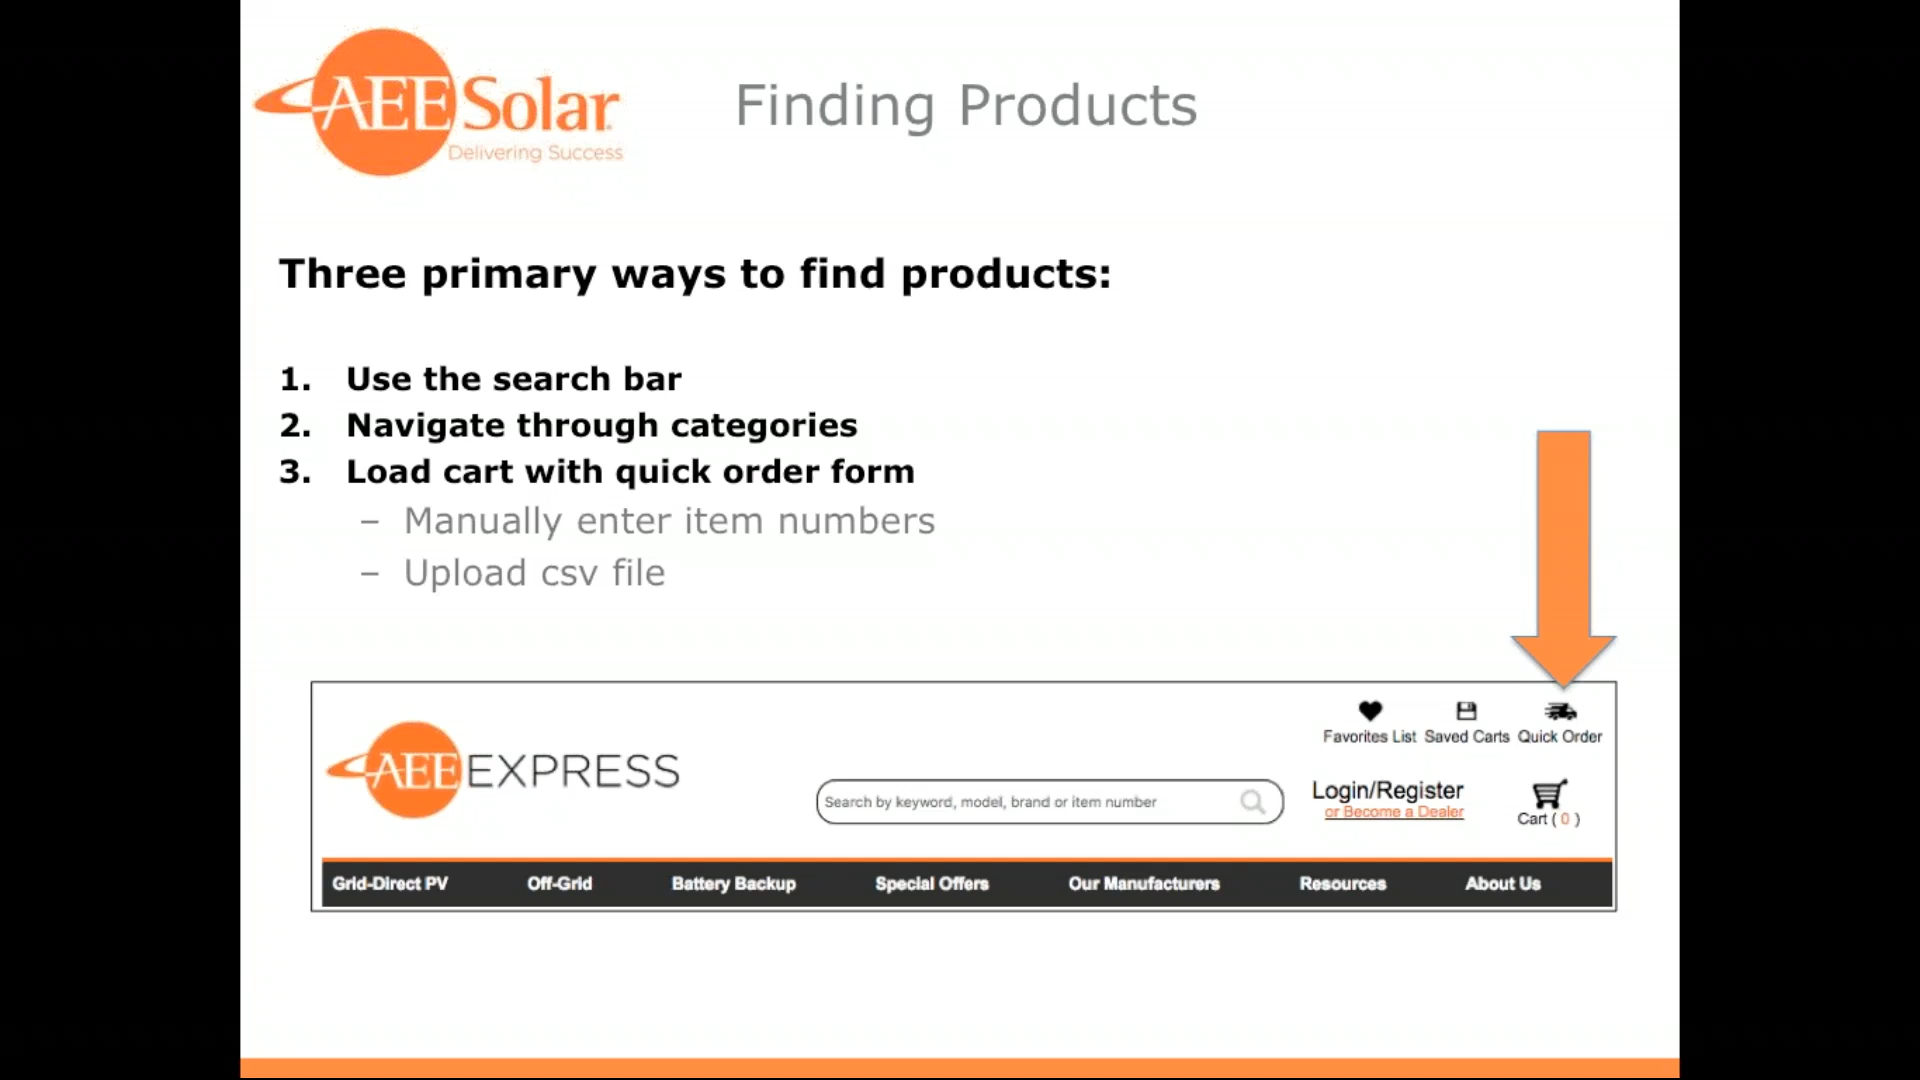 AEE Solar
Delivering Success
Finding Products
Three primary ways to find products:
1. Use the search bar
2. Navigate through categories
3. Load cart with quick order form
– Manually enter item numbers
– Upload csv file
Favorites List Saved Carts Quick Order
AEE EXPRESS
Search by keyword, model, brand or item number
Login/Register
or Become a Dealer
Cart ( 0 )
Grid-Direct PV Off-Grid Battery Backup Special Offers Our Manufacturers Resources About Us